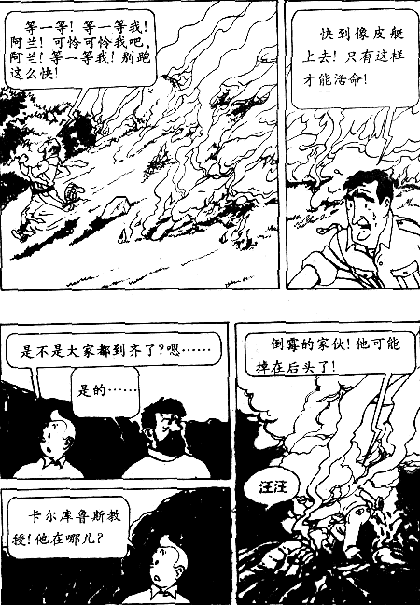 等一等！等一等我！
阿兰！可怜可怜我吧，
阿兰！等一等我！别跑
这么快！
快到像皮艇
上去！只有这样
才能活命！
是不是大家都到齐了？嗯……
是的……
卡尔库鲁斯教
授！他在哪儿？
倒霉的家伙！他可能
掉在后头了！
汪汪